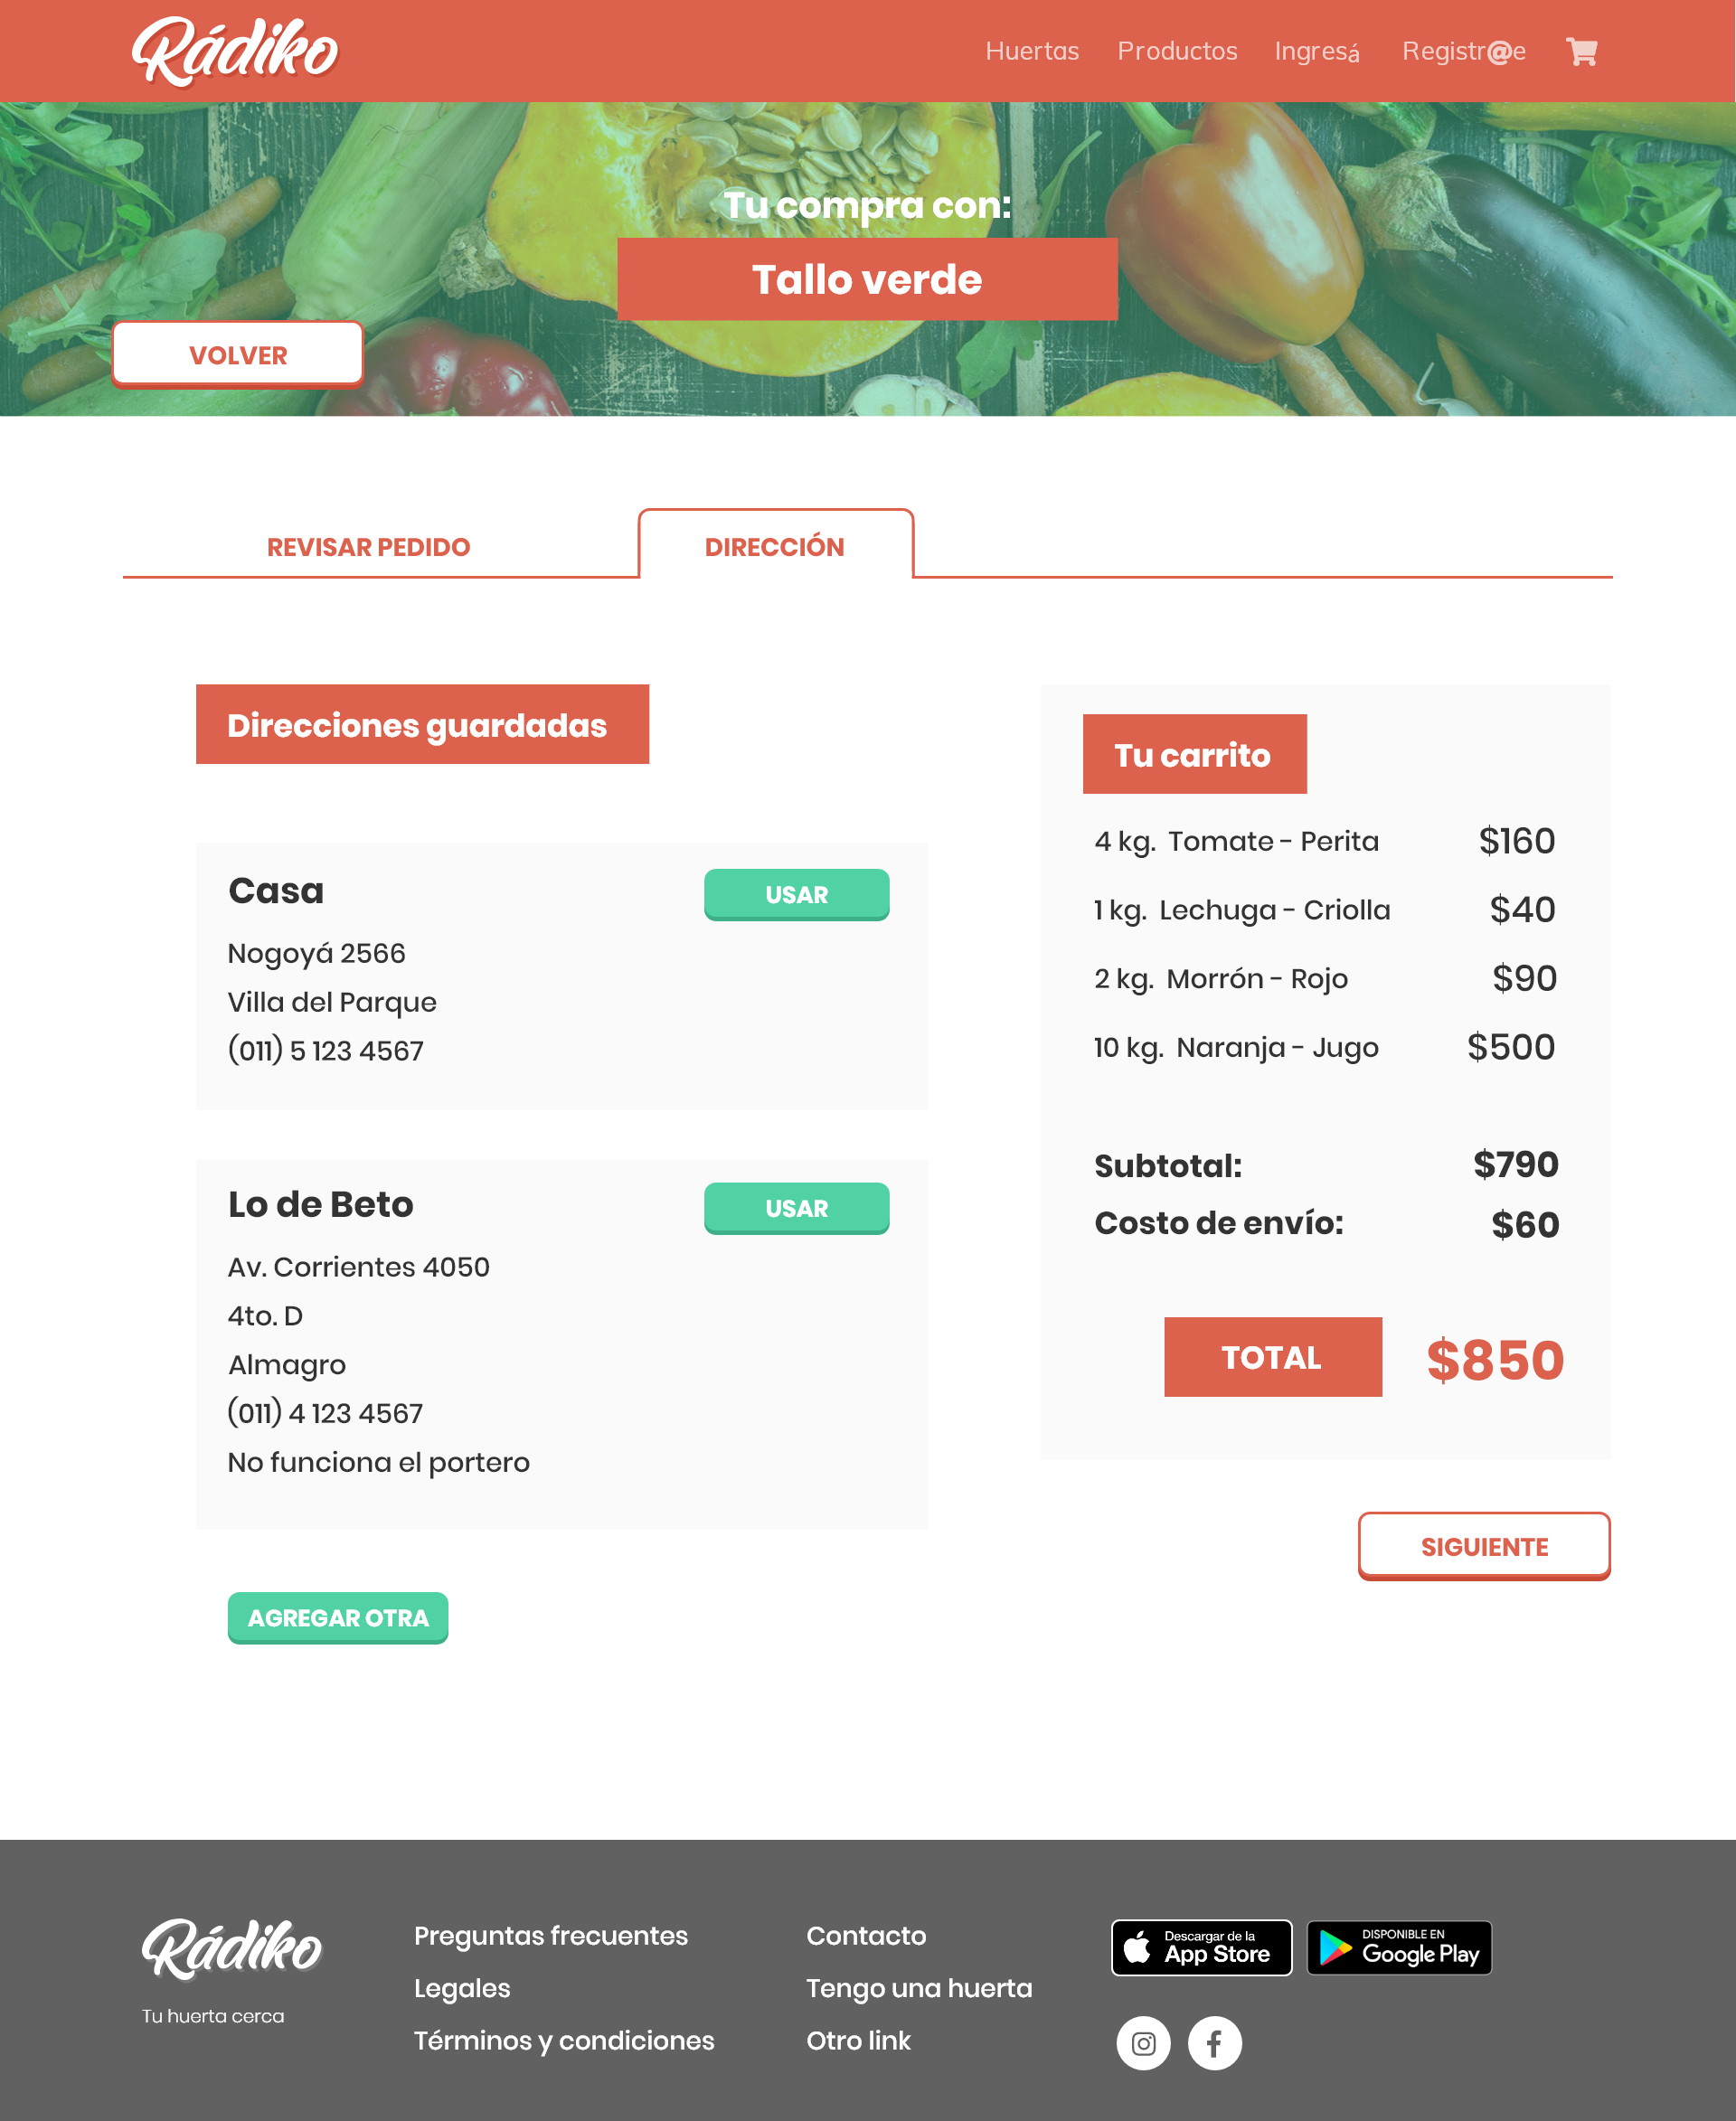 Rádiko
Huertas Productos Ingresá Registr@e
Tu compra con:
Tallo verde
VOLVER
REVISAR PEDIDO
DIRECCIÓN
Direcciones guardadas
Casa
USAR
Nogoyá 2566
Villa del Parque
(011) 5 123 4567
Lo de Beto
USAR
Av. Corrientes 4050
4to. D
Almagro
(011) 4 123 4567
No funciona el portero
AGREGAR OTRA
Tu carrito
4 kg. Tomate - Perita $160
1 kg. Lechuga - Criolla $40
2 kg. Morrón - Rojo $90
10 kg. Naranja - Jugo $500
Subtotal: $790
Costo de envío: $60
TOTAL $850
SIGUIENTE
Rádiko
Tu huerta cerca
Preguntas frecuentes
Legales
Términos y condiciones
Contacto
Tengo una huerta
Otro link
Descargar de la
App Store
DISPONIBLE EN
Google Play